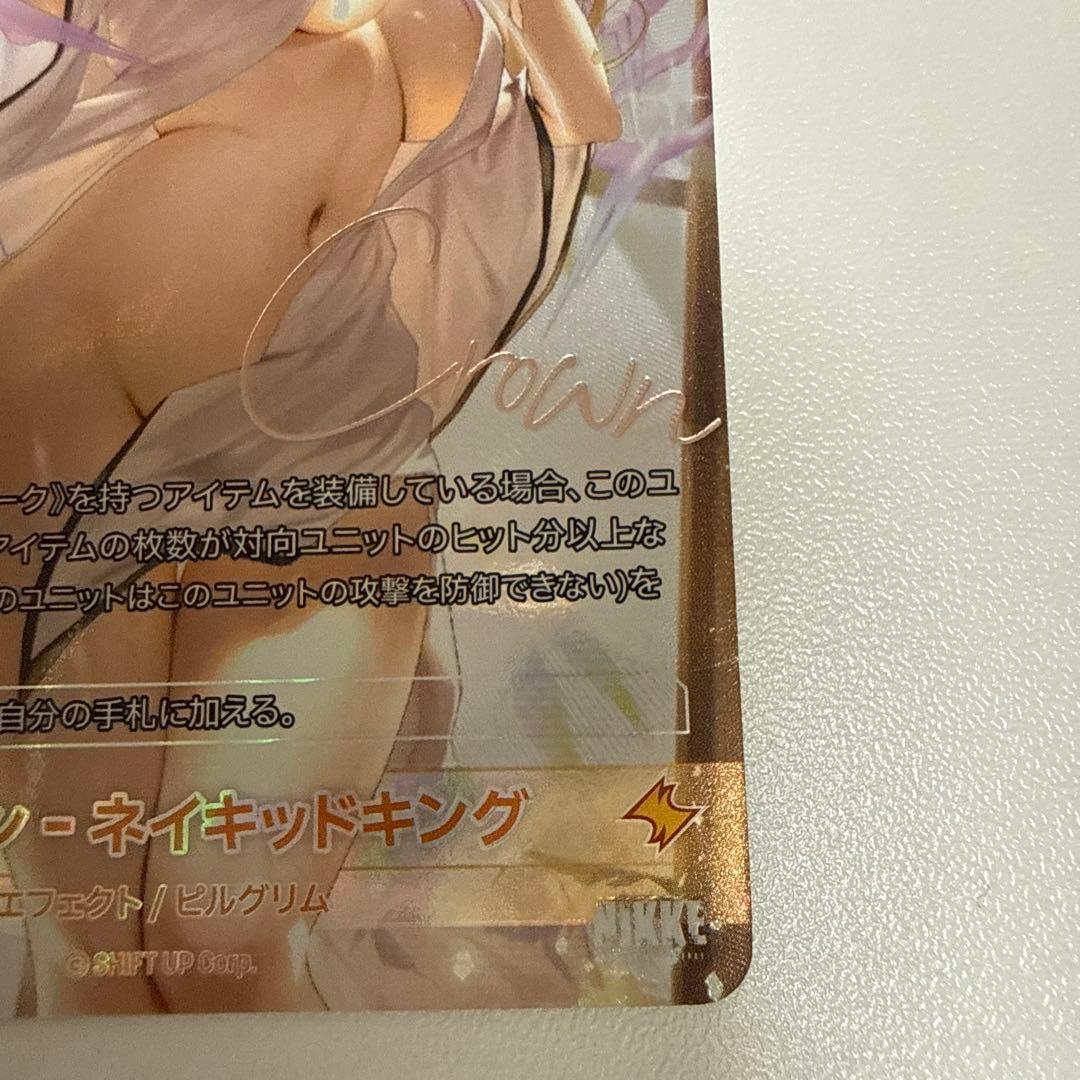 Crown
ーク》を持つアイテムを装備している場合、このユ
アイテムの枚数が対向ユニットのヒット分以上な
のユニットはこのユニットの攻撃を防御できない)を
自分の手札に加える。
ン - ネイキッドキング
エフェクト / ピルグリム
NIKKE
© SHIFT UP Corp.